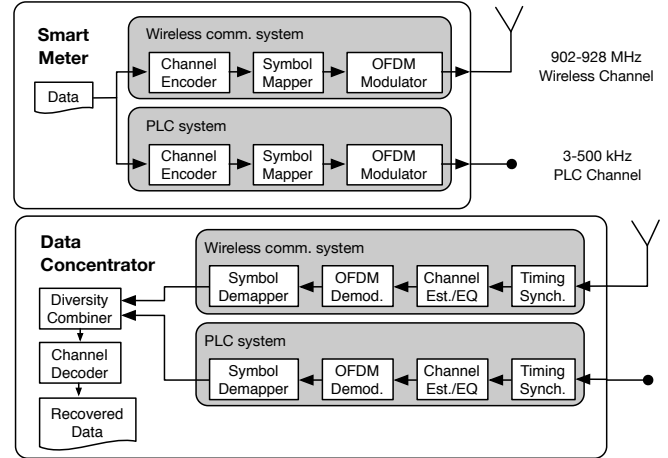 Smart
Meter
Data
Wireless comm. system
Channel
Encoder
Symbol
Mapper
OFDM
Modulator
902-928 MHz
Wireless Channel
PLC system
Channel
Encoder
Symbol
Mapper
OFDM
Modulator
3-500 kHz
PLC Channel
Data
Concentrator
Diversity
Combiner
Channel
Decoder
Recovered
Data
Wireless comm. system
Symbol
Demapper
OFDM
Demod.
Channel
Est./EQ
Timing
Synch.
PLC system
Symbol
Demapper
OFDM
Demod.
Channel
Est./EQ
Timing
Synch.